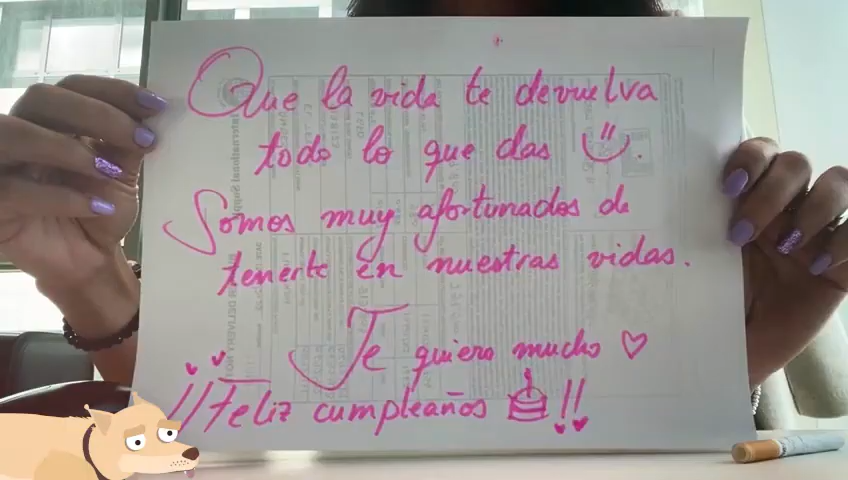 Que la vida te devuelva
todo lo que das
Somos muy afortunados de
tenerte en nuestras vidas.
Te quiero mucho ♡
¡¡Feliz cumpleaños!!